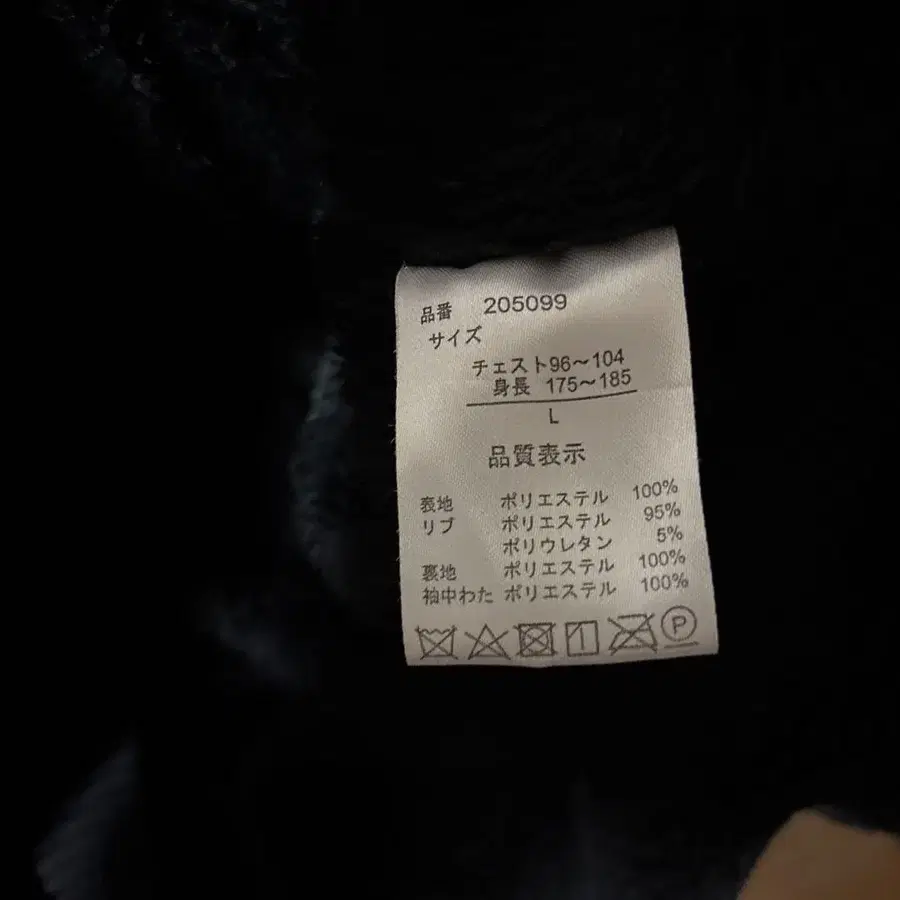 品番 205099
サイズ
チェスト96～104
身長 175～185
L
品質表示
表地 ポリエステル 100%
リブ ポリエステル 95%
ポリウレタン 5%
裏地 ポリエステル 100%
袖中わた ポリエステル 100%
P